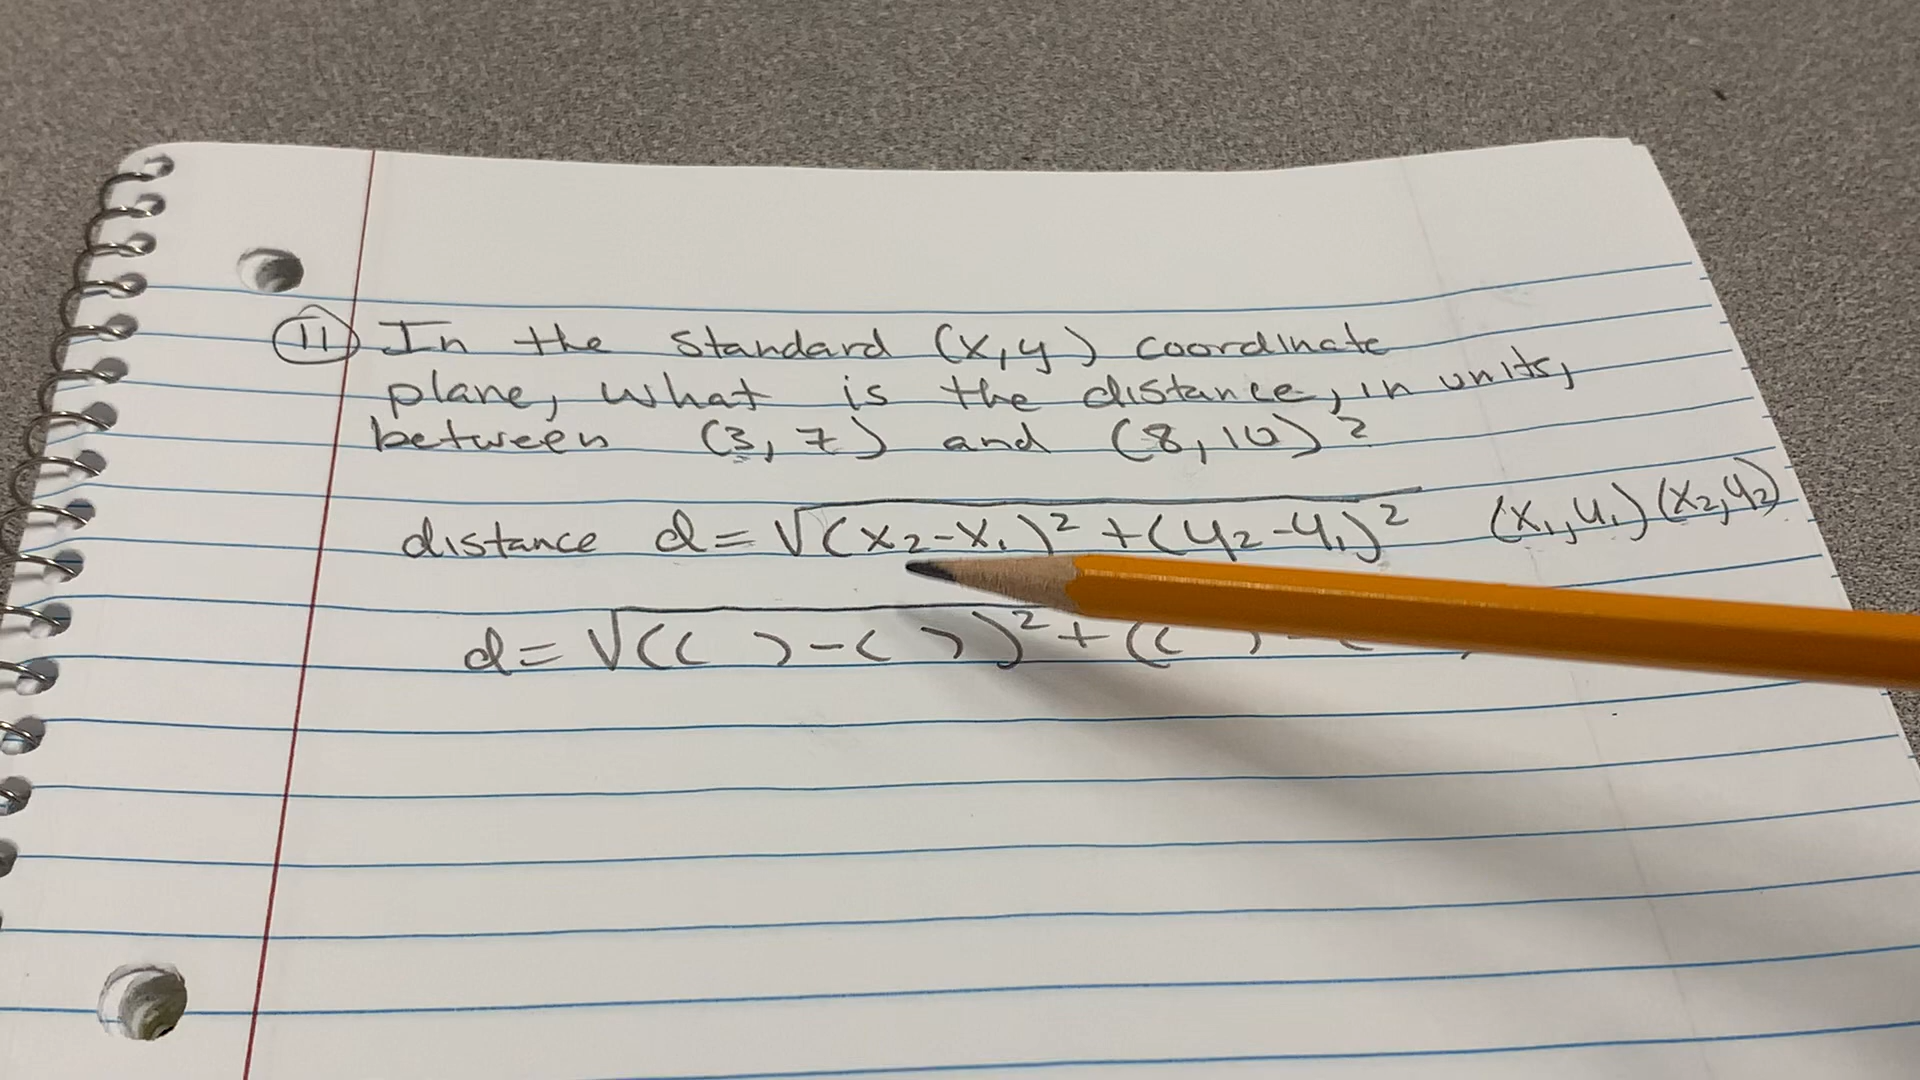 11 In the Standard (x,y) coordinate
plane, what is the distance, in units,
between (3, 7) and (8, 10)?
distance d = √(x₂-x₁)² + (y₂-y₁)² (x₁,y₁) (x₂,y₂)
d = √(( ) - ( ))² + (( ) - (